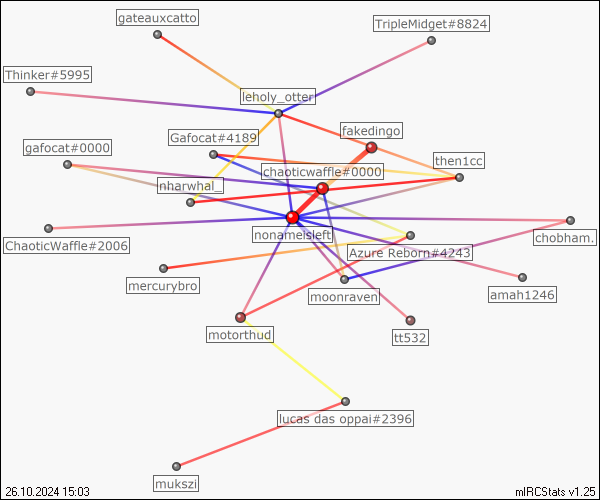 gateauxcatto
TripleMidget#8824
Thinker#5995
leholy_otter
fakedingo
Gafocat#4189
gafocat#0000
then1cc
chaoticwaffle#0000
nharwhal_
nonameisleft
ChaoticWaffle#2006
chobham.
Azure Reborn#4243
mercurybro
moonraven
amah1246
motorthud
tt532
lucas das oppai#2396
mukszi
26.10.2024 15:03
mIRCStats v1.25